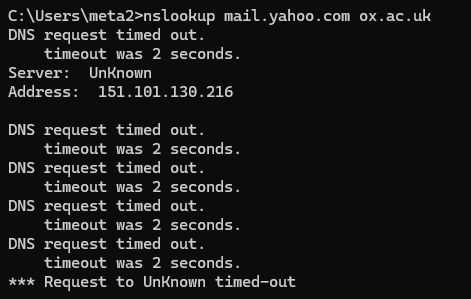 C:\Users\meta2>nslookup mail.yahoo.com ox.ac.uk
DNS request timed out.
    timeout was 2 seconds.
Server:  UnKnown
Address:  151.101.130.216

DNS request timed out.
    timeout was 2 seconds.
DNS request timed out.
    timeout was 2 seconds.
DNS request timed out.
    timeout was 2 seconds.
DNS request timed out.
    timeout was 2 seconds.
*** Request to UnKnown timed-out